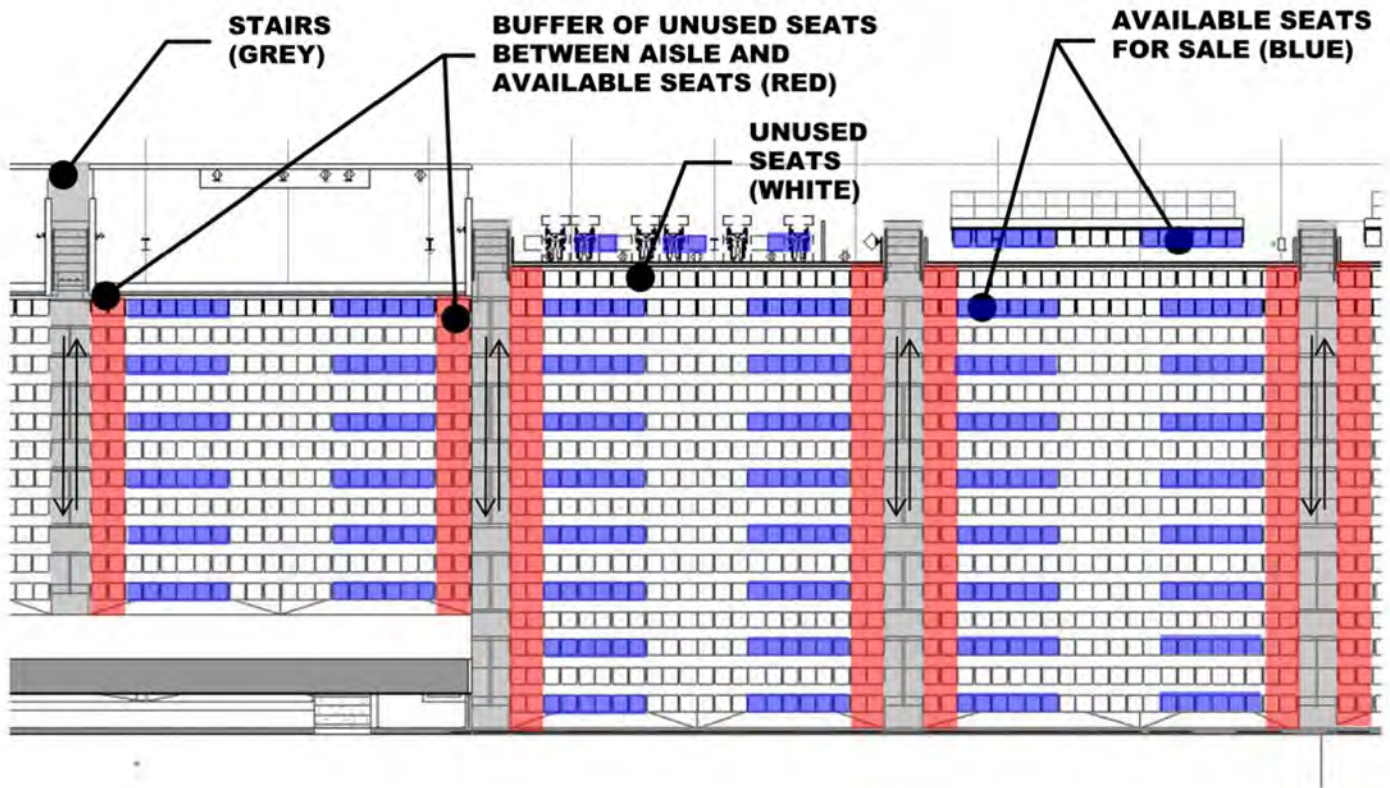 STAIRS
(GREY)
BUFFER OF UNUSED SEATS
BETWEEN AISLE AND
AVAILABLE SEATS (RED)
UNUSED
SEATS
(WHITE)
AVAILABLE SEATS
FOR SALE (BLUE)